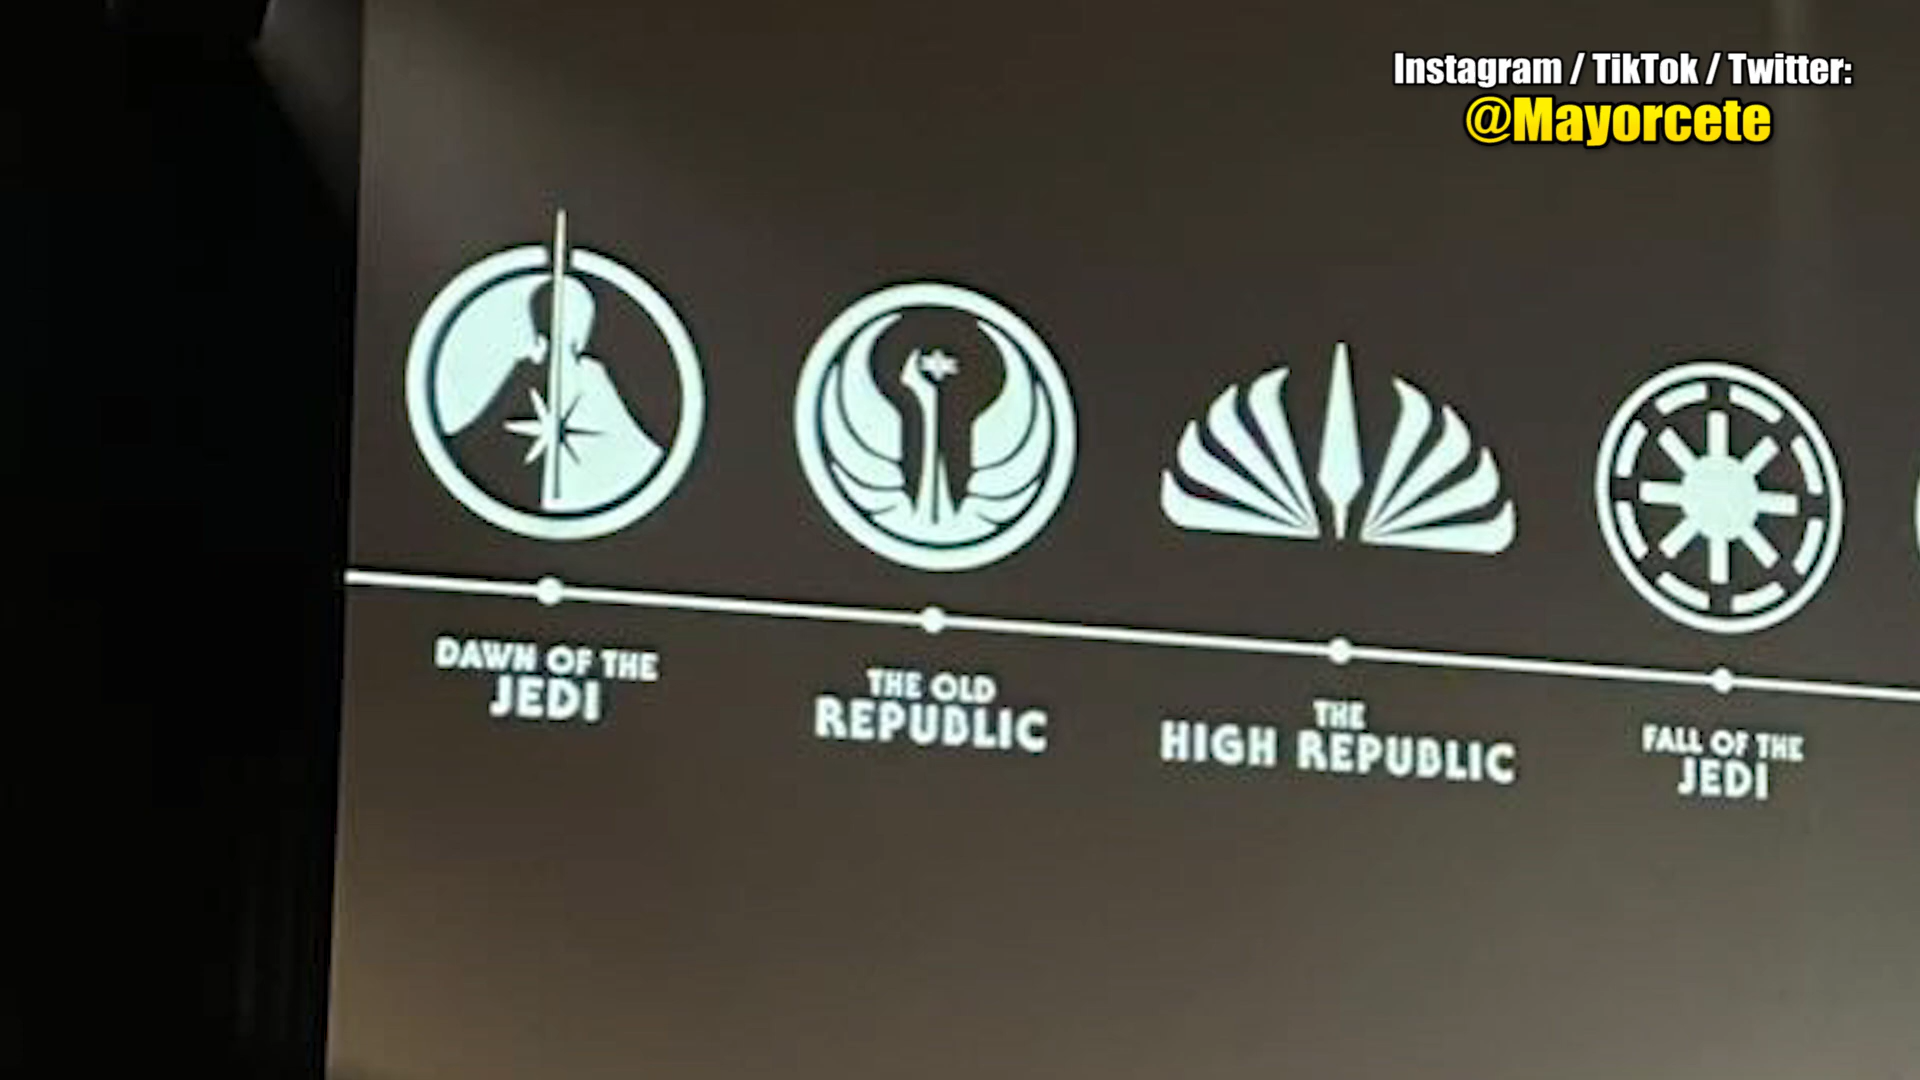 Instagram / TikTok / Twitter:
@Mayorcete
DAWN OF THE
JEDI
THE OLD
REPUBLIC
THE
HIGH REPUBLIC
FALL OF THE
JEDI